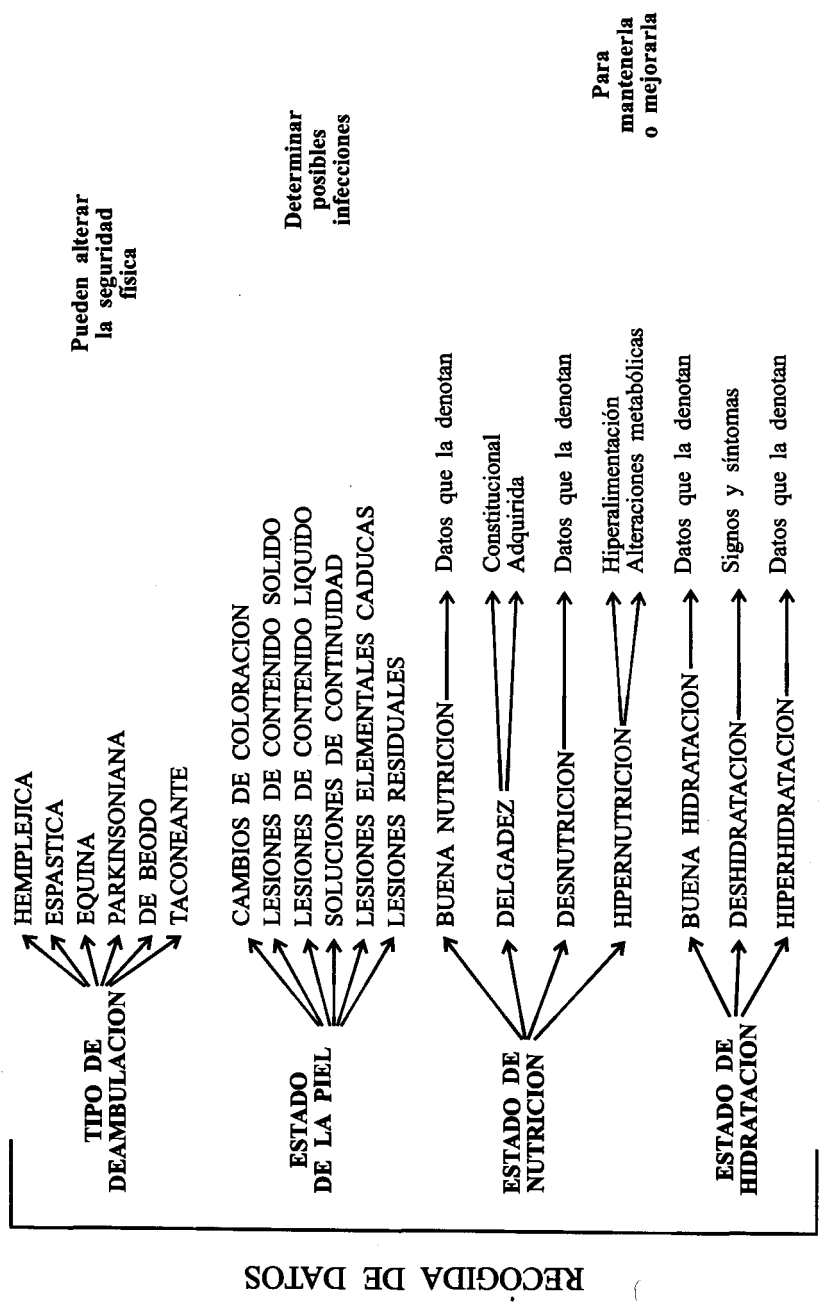 RECOGIDA DE DATOS
TIPO DE
DEAMBULACION
HEMIPLEJICA
ESPASTICA
EQUINA
PARKINSONIANA
DE BEODO
TACONEANTE
Pueden alterar
la seguridad
física
ESTADO
DE LA PIEL
CAMBIOS DE COLORACION
LESIONES DE CONTENIDO SOLIDO
LESIONES DE CONTENIDO LIQUIDO
SOLUCIONES DE CONTINUIDAD
LESIONES ELEMENTALES CADUCAS
LESIONES RESIDUALES
Determinar
posibles
infecciones
ESTADO DE
NUTRICION
BUENA NUTRICION
Datos que la denotan
DELGADEZ
Constitucional
Adquirida
DESNUTRICION
Datos que la denotan
HIPERNUTRICION
Hiperalimentación
Alteraciones metabólicas
Para
mantenerla
o mejorarla
ESTADO DE
HIDRATACION
BUENA HIDRATACION
Datos que la denotan
DESHIDRATACION
Signos y síntomas
HIPERHIDRATACION
Datos que la denotan